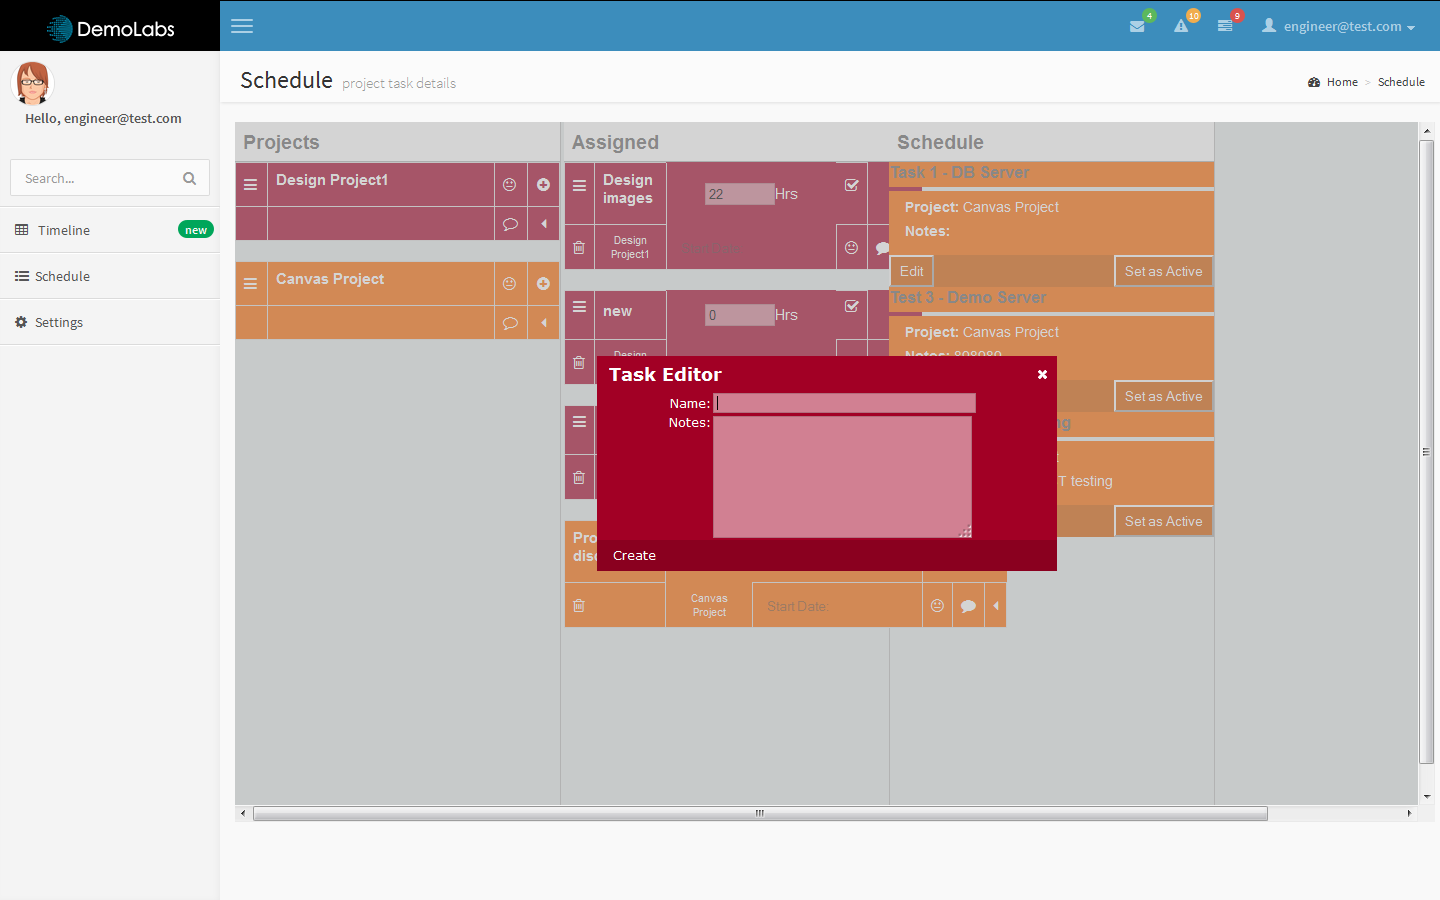 DemoLabs
4
10
9
engineer@test.com
Hello, engineer@test.com
Search...
Timeline
new
Schedule
Settings
Schedule project task details
Home > Schedule
Projects
Design Project1
Canvas Project
Assigned
Design
images
22 Hrs
Design
Project1
new
0 Hrs
Design
Canvas
Project
Start Date:
Schedule
Task 1 - DB Server
Project: Canvas Project
Notes:
Edit
Set as Active
Test 3 - Demo Server
Project: Canvas Project
Notes: 898989
Set as Active
T testing
Set as Active
Task Editor
Name:
Notes:
Create